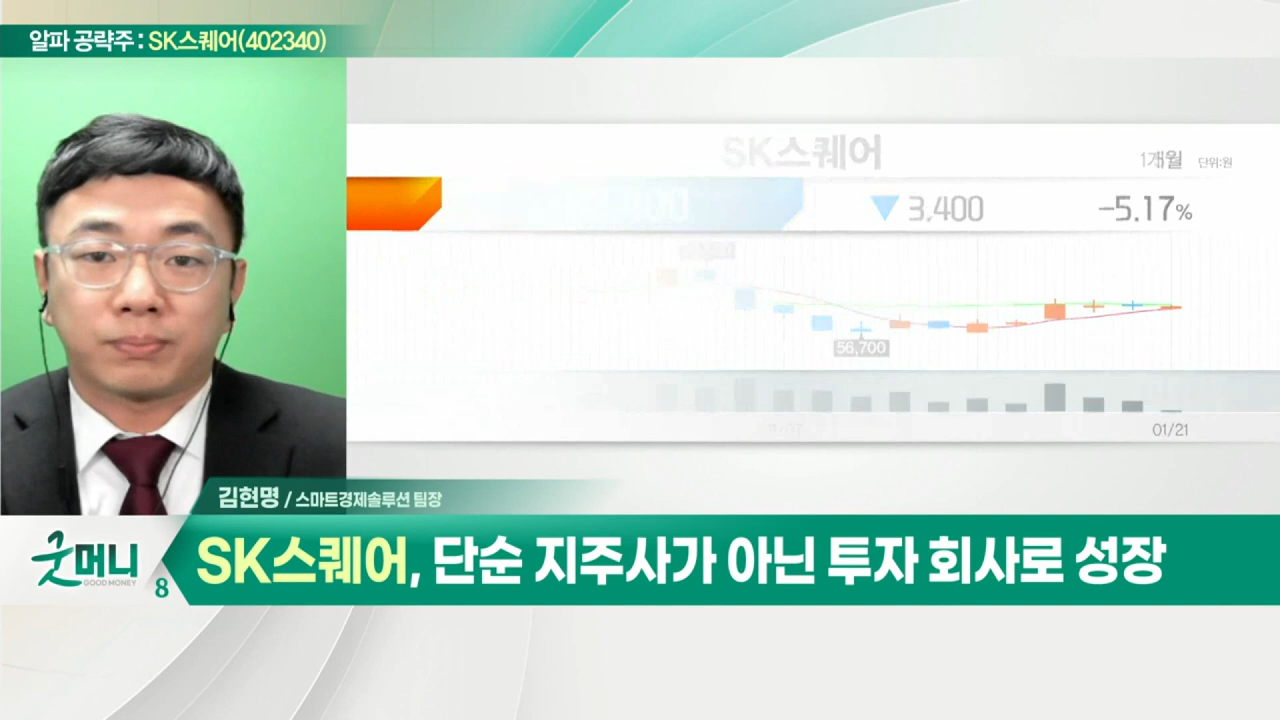 알파 공략주 : SK스퀘어(402340)
SK스퀘어
1개월 단위:원
▼ 3,400 -5.17%
56,700
01/21
김현명 / 스마트경제솔루션 팀장
굿머니
GOOD MONEY
8
SK스퀘어, 단순 지주사가 아닌 투자 회사로 성장